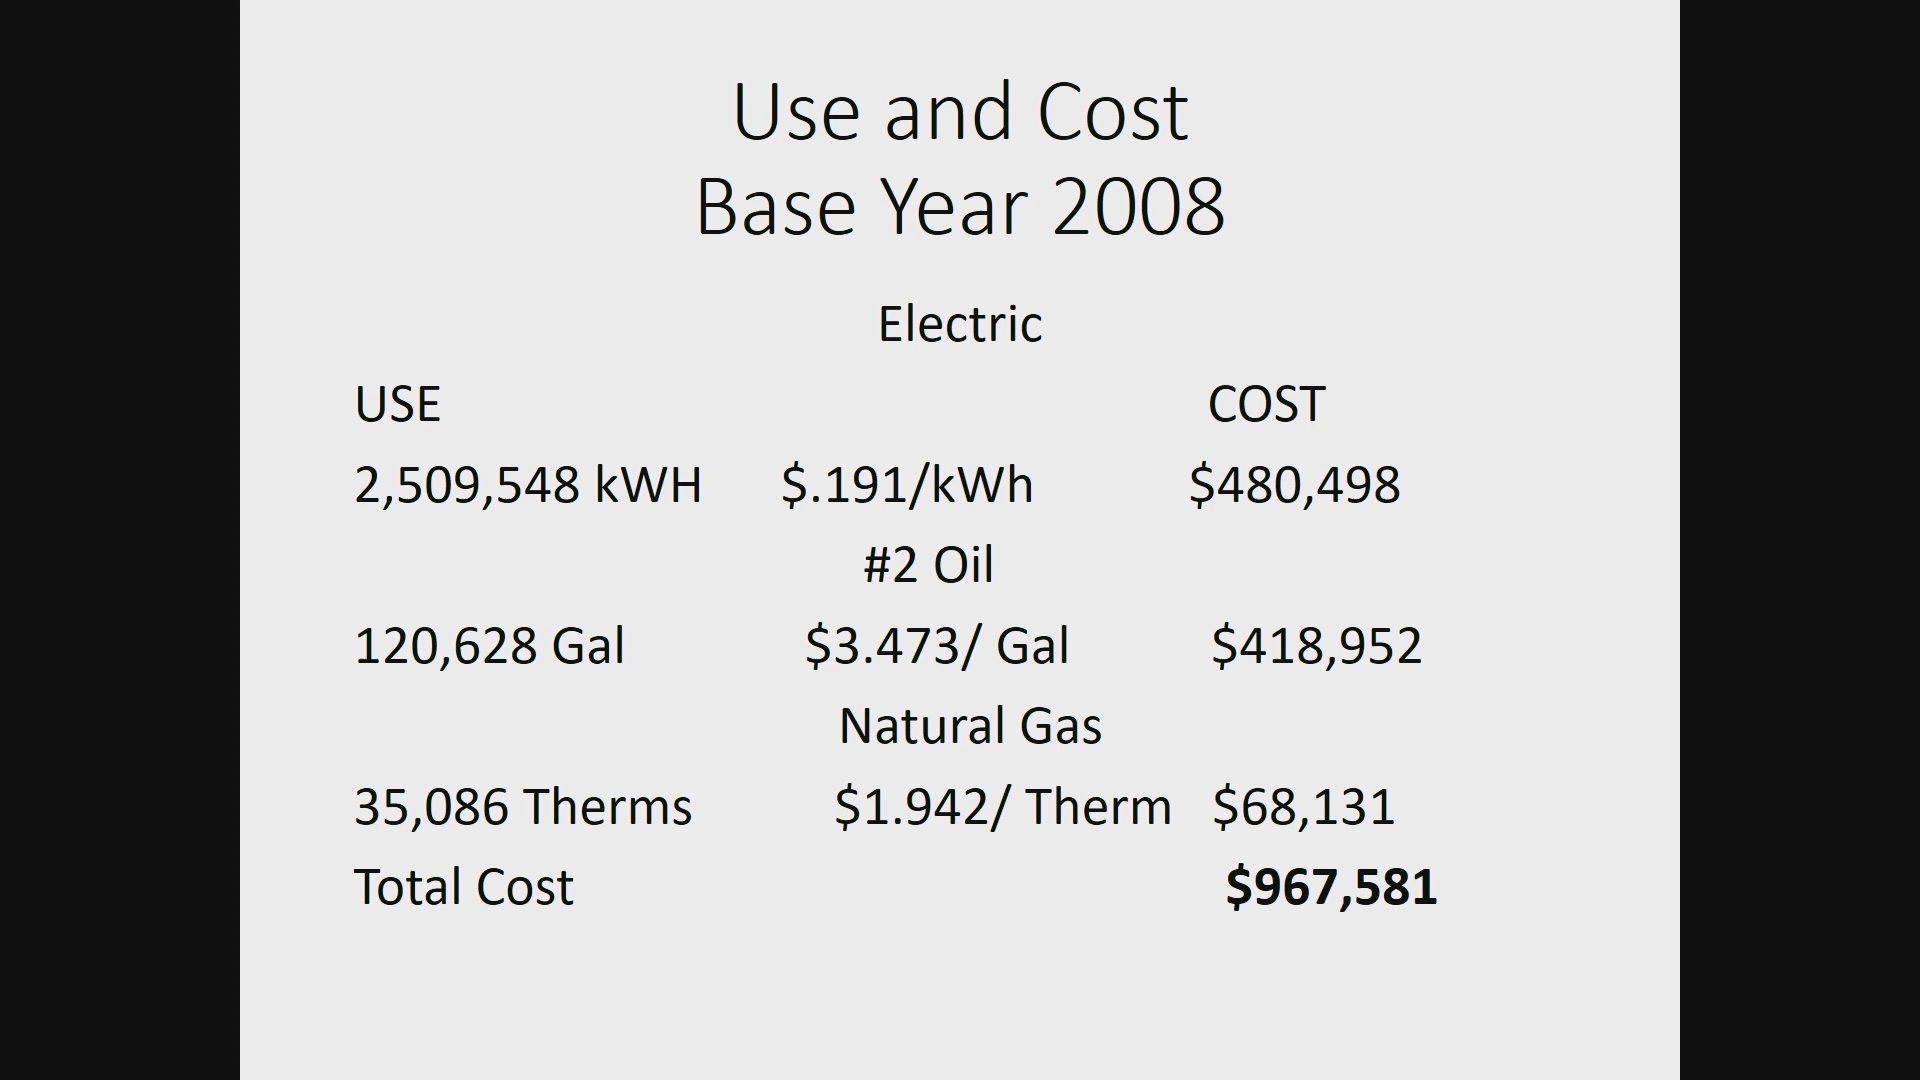 Use and Cost
Base Year 2008
Electric
USE COST
2,509,548 kWH $.191/kWh $480,498
#2 Oil
120,628 Gal $3.473/ Gal $418,952
Natural Gas
35,086 Therms $1.942/ Therm $68,131
Total Cost $967,581